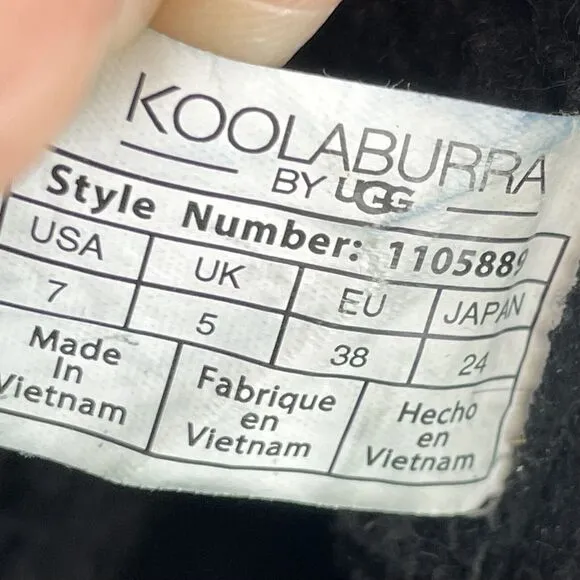 KOOLABURRA
BY UGG
Style Number: 1105889
USA UK EU JAPAN
7 5 38 24
Made Fabrique Hecho
In en en
Vietnam Vietnam Vietnam